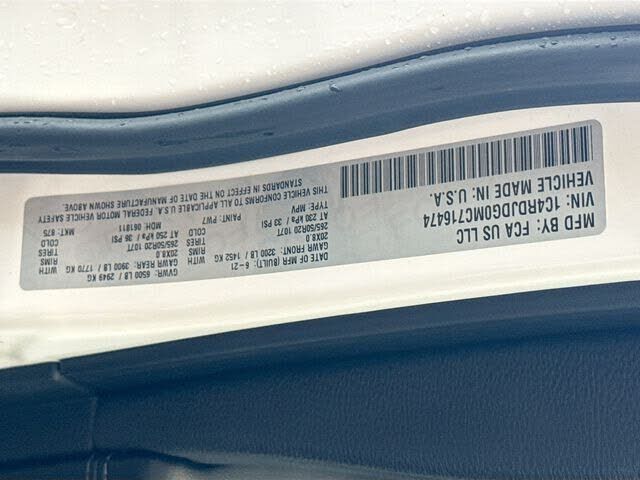 MFD BY: FCA US LLC
VIN: 1C4RDJDG0MC716474
VEHICLE MADE IN: U.S.A.
DATE OF MFR (BUILT): 6-21
GVWR: 6500 LB / 2949 KG
GAWR FRONT: 3200 LB / 1452 KG
GAWR REAR: 3900 LB / 1770 KG
WITH
RIMS
20X8.0
WITH
RIMS
20X8.0
TIRES
265/50R20 107T
TIRES
265/50R20 107T
COLD
AT 230 kPa / 33 PSI
COLD
AT 250 kPa / 36 PSI
TYPE: MPV
PAINT: PW7
MDH: 061811
THIS VEHICLE CONFORMS TO ALL APPLICABLE U.S.A. FEDERAL MOTOR VEHICLE SAFETY
STANDARDS IN EFFECT ON THE DATE OF MANUFACTURE SHOWN ABOVE.